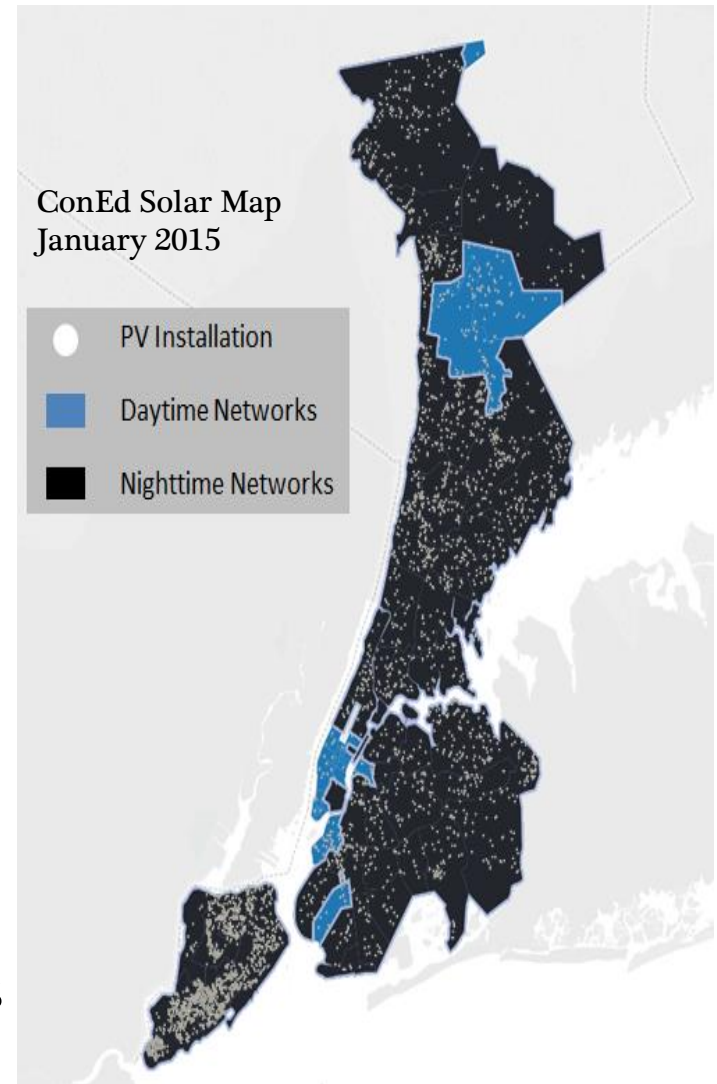 ConEd Solar Map
January 2015
PV Installation
Daytime Networks
Nighttime Networks